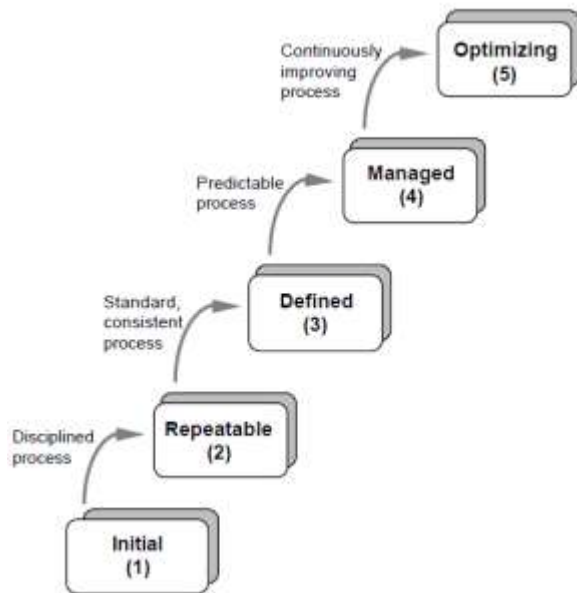 Continuously
improving
process
Optimizing
(5)
Predictable
process
Managed
(4)
Standard,
consistent
process
Defined
(3)
Disciplined
process
Repeatable
(2)
Initial
(1)